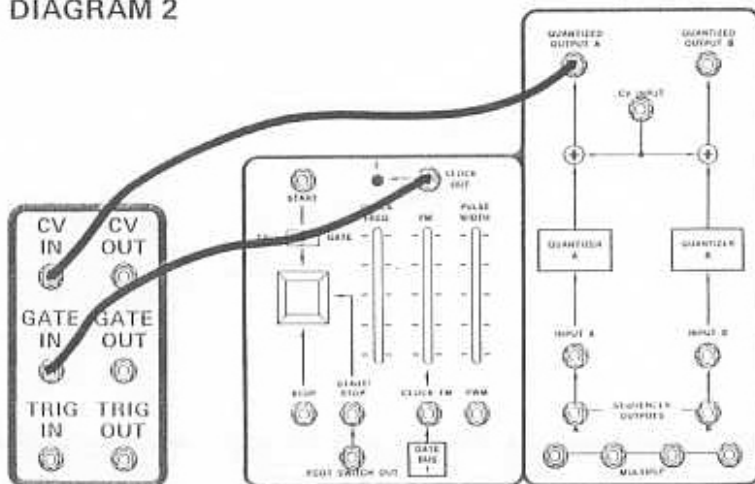 DIAGRAM 2
QUANTIZED OUTPUT A
QUANTIZED OUTPUT B
CV INPUT
QUANTIZER A
QUANTIZER B
INPUT A
INPUT B
SEQUENCER OUTPUTS
A
B
MULTIPLE
START
CLOCK OUT
FREQ
FM
PULSE WIDTH
GATE
STOP
START/ STOP
CLOCK FM
PWM
FOOT SWITCH OUT
GATE BUS 1
CV IN
CV OUT
GATE IN
GATE OUT
TRIG IN
TRIG OUT